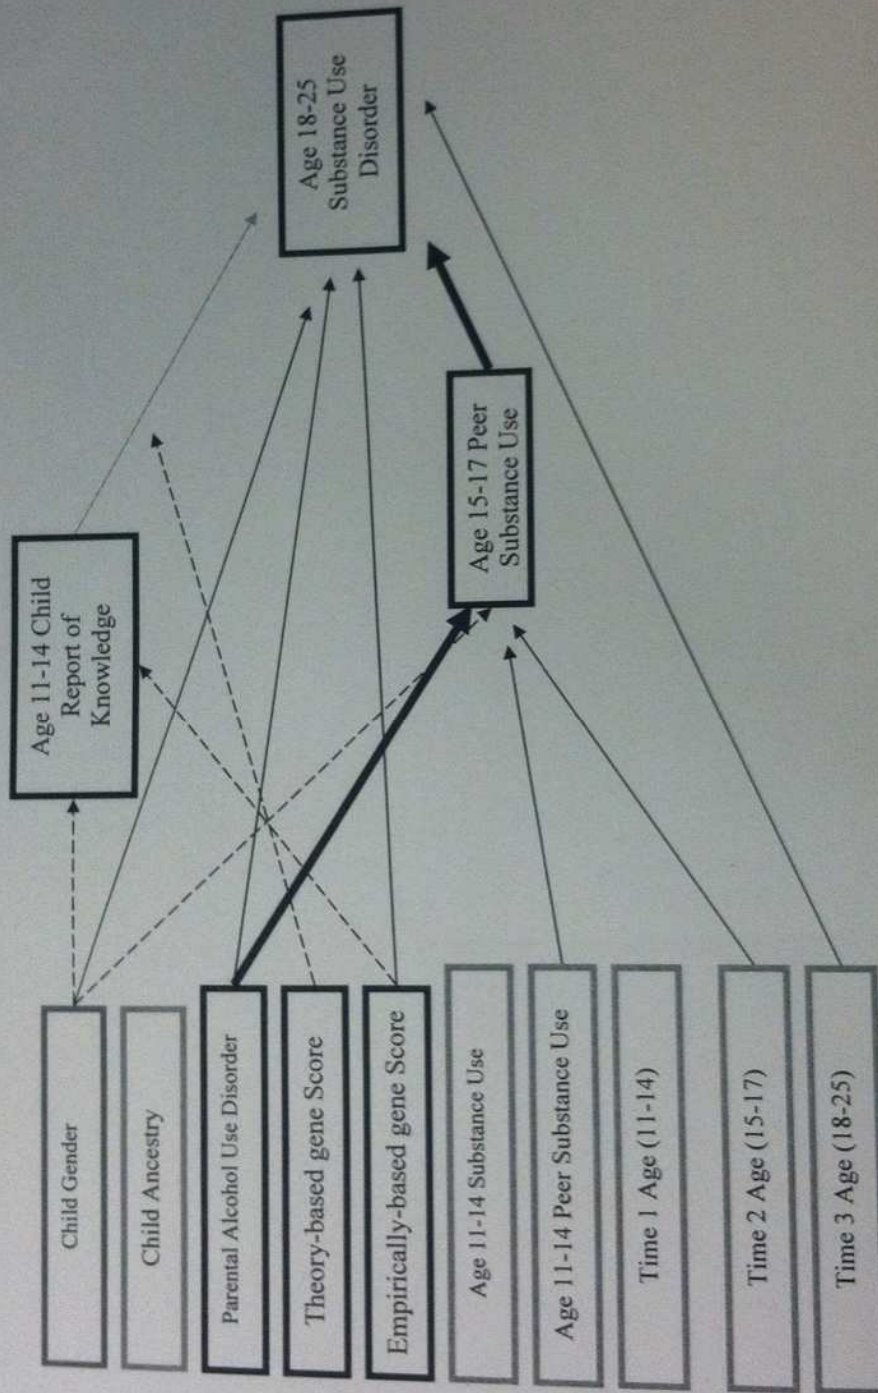 Child Gender
Child Ancestry
Parental Alcohol Use Disorder
Theory-based gene Score
Empirically-based gene Score
Age 11-14 Substance Use
Age 11-14 Peer Substance Use
Time 1 Age (11-14)
Time 2 Age (15-17)
Time 3 Age (18-25)
Age 11-14 Child
Report of
Knowledge
Age 15-17 Peer
Substance Use
Age 18-25
Substance Use
Disorder